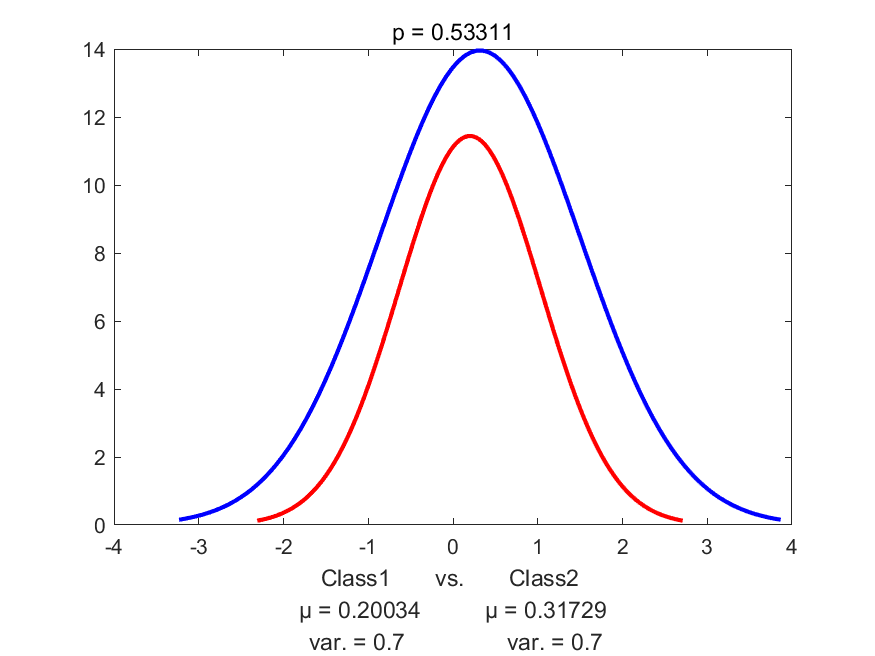 p = 0.53311
14
12
10
8
6
4
2
0
-4 -3 -2 -1 0 1 2 3 4
Class1 vs. Class2
μ = 0.20034 μ = 0.31729
var. = 0.7 var. = 0.7